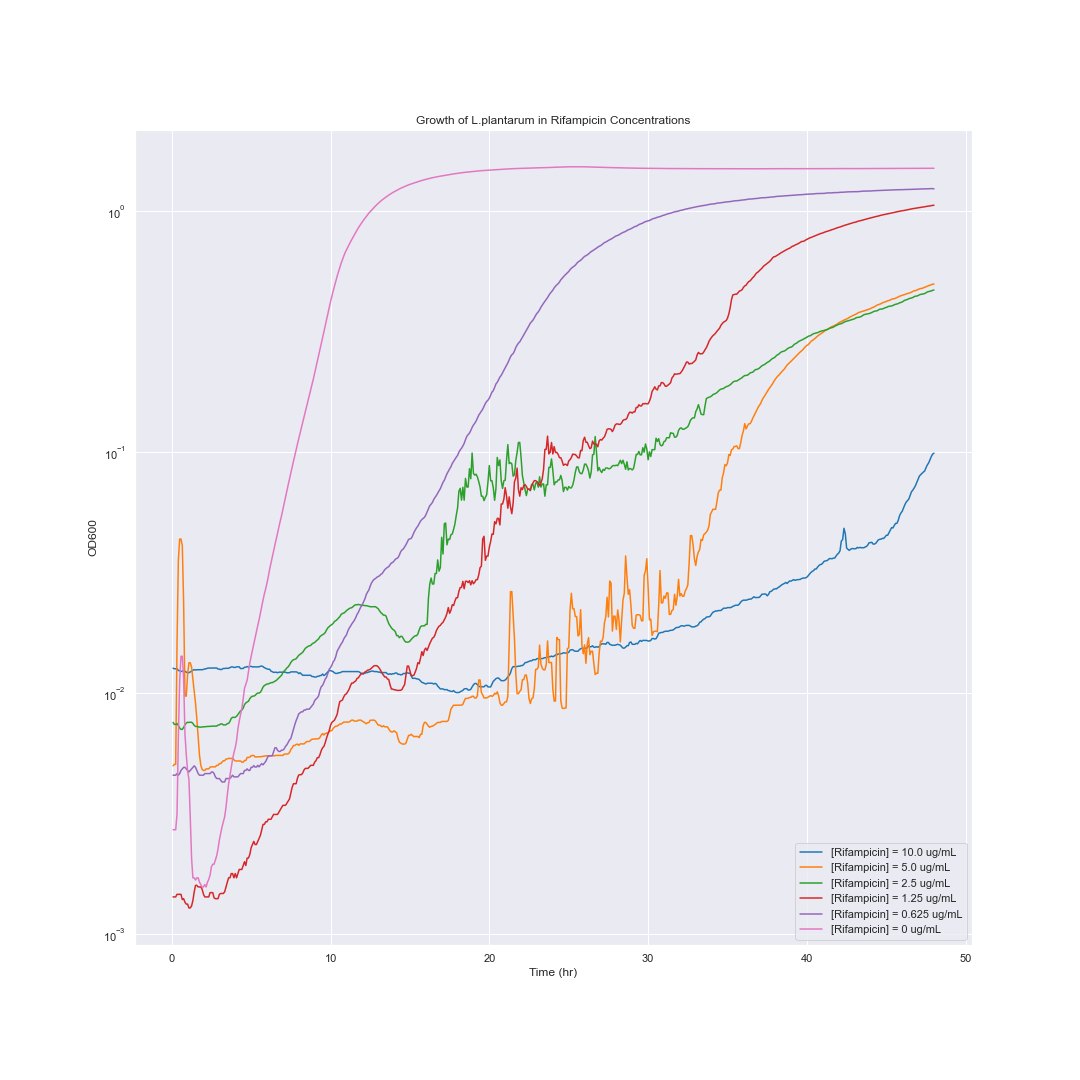 Growth of L.plantarum in Rifampicin Concentrations
10⁰
10⁻¹
10⁻²
10⁻³
OD600
0 10 20 30 40 50
Time (hr)
[Rifampicin] = 10.0 ug/mL
[Rifampicin] = 5.0 ug/mL
[Rifampicin] = 2.5 ug/mL
[Rifampicin] = 1.25 ug/mL
[Rifampicin] = 0.625 ug/mL
[Rifampicin] = 0 ug/mL